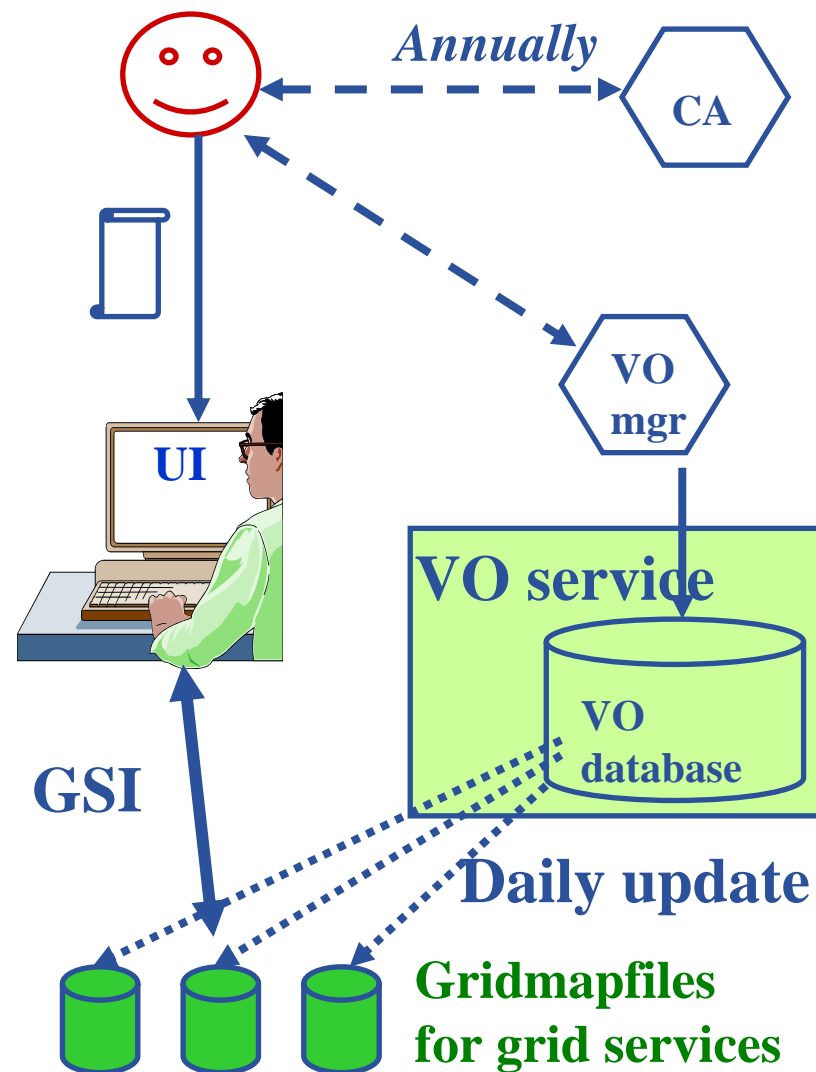 Annually
CA
VO
mgr
UI
VO service
VO
database
GSI
Daily update
Gridmapfiles
for grid services